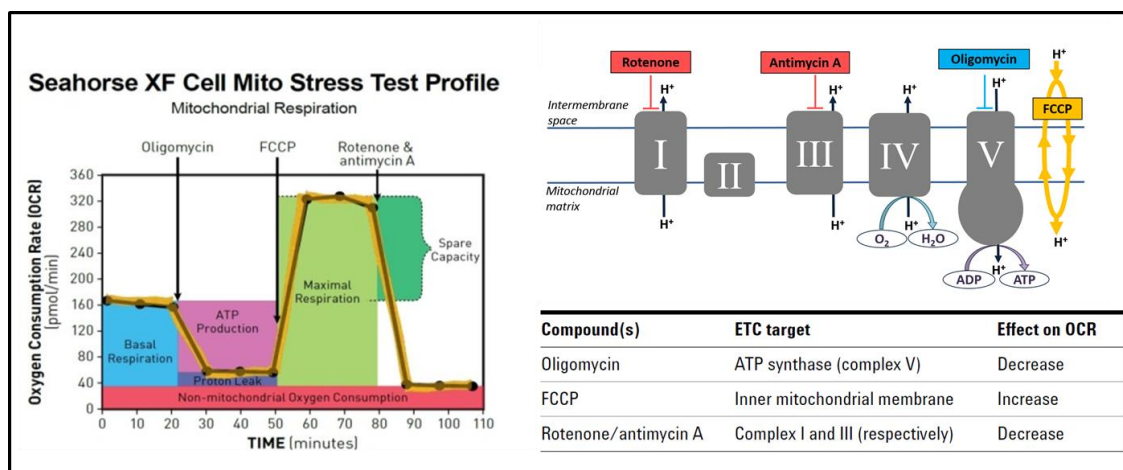 Seahorse XF Cell Mito Stress Test Profile
Mitochondrial Respiration
Oligomycin
FCCP
Rotenone &
antimycin A
Oxygen Consumption Rate (OCR)
(pmol/min)
360
320
280
240
200
160
120
80
40
0
Basal
Respiration
ATP
Production
Proton Leak
Maximal
Respiration
Spare
Capacity
Non-mitochondrial Oxygen Consumption
0 10 20 30 40 50 60 70 80 90 100 110
TIME (minutes)
Rotenone
Antimycin A
Oligomycin
H⁺
H⁺
H⁺
H⁺
H⁺
FCCP
Intermembrane
space
I
II
III
IV
V
Mitochondrial
matrix
H⁺
H⁺
H⁺
H⁺
H⁺
O₂
H₂O
ADP
ATP
Compound(s) ETC target Effect on OCR
Oligomycin ATP synthase (complex V) Decrease
FCCP Inner mitochondrial membrane Increase
Rotenone/antimycin A Complex I and III (respectively) Decrease